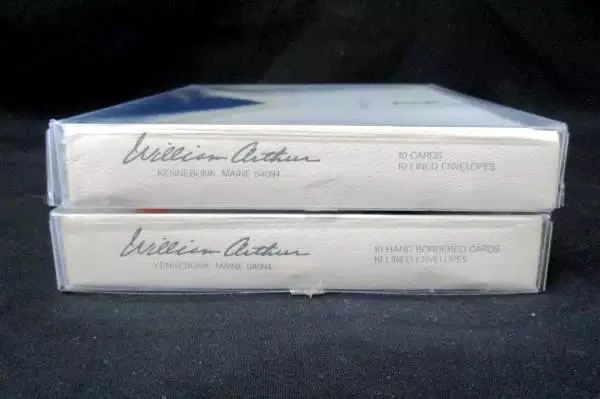 William Arthur
KENNEBUNK, MAINE 04094
10 CARDS
10 LINED ENVELOPES
William Arthur
KENNEBUNK, MAINE 04094
10 HAND BORDERED CARDS
10 LINED ENVELOPES